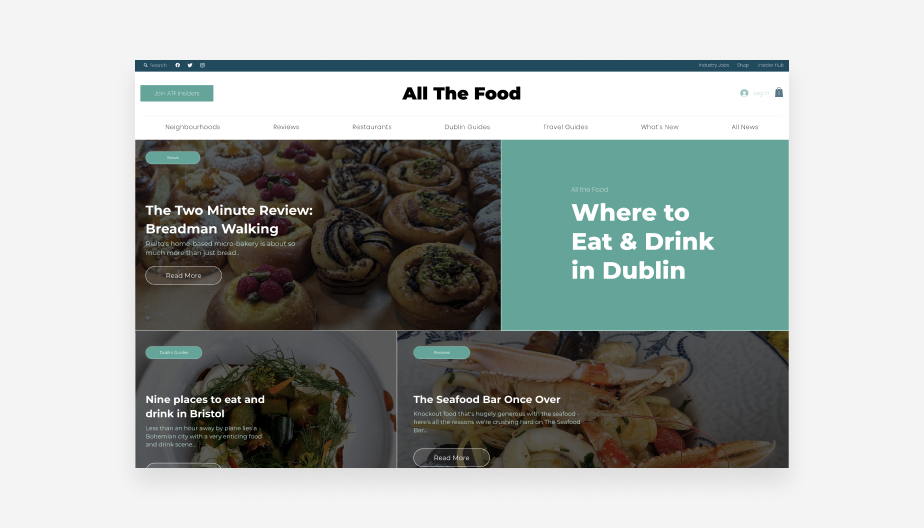 Search
Industry Jobs Shop Insider Hub
Join ATF Insiders
All The Food
Log In
Neighbourhoods Reviews Restaurants Dublin Guides Travel Guides What's New All News
The Two Minute Review:
Breadman Walking
Rialto's home-based micro-bakery is about so
much more than just bread...
Read More
All the Food
Where to
Eat & Drink
in Dublin
Dublin Guides
Nine places to eat and
drink in Bristol
Less than an hour away by plane lies a
Bohemian city with a very enticing food
and drink scene...
Reviews
The Seafood Bar Once Over
Knockout food that's hugely generous with the seafood -
here's all the reasons we're crushing hard on The Seafood
Bar...
Read More